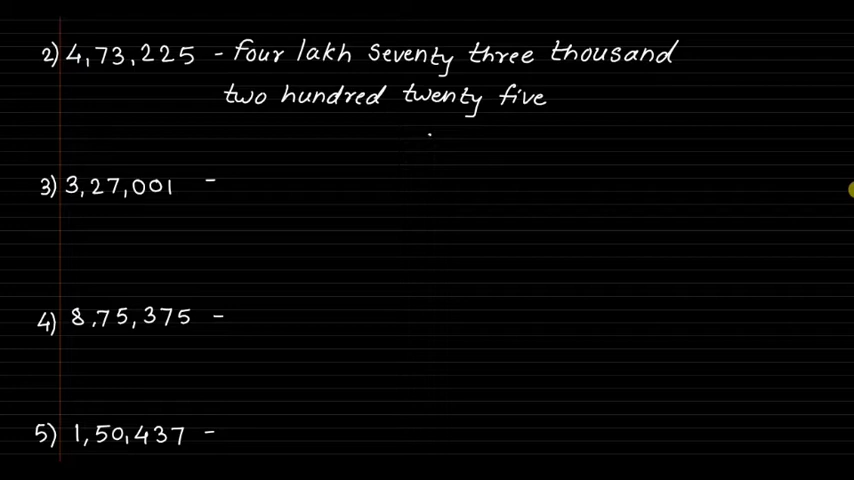 2) 4,73,225 - four lakh seventy three thousand
two hundred twenty five
3) 3,27,001 -
4) 8,75,375 -
5) 1,50,437 -